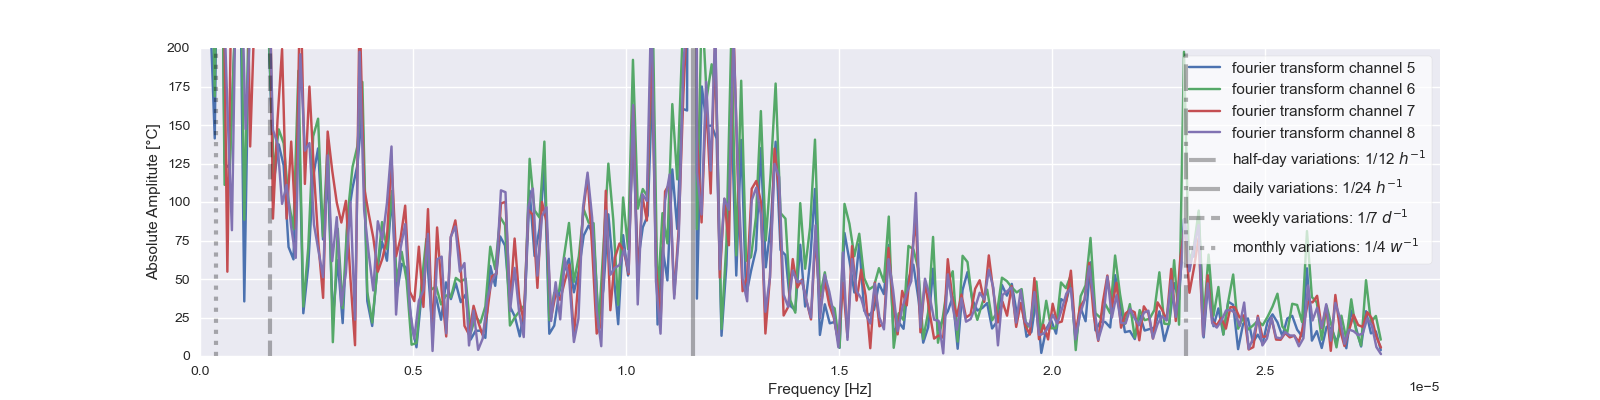 200
175
150
125
100
75
50
25
0
Absolute Amplitute [°C]
0.0 0.5 1.0 1.5 2.0 2.5
1e−5
Frequency [Hz]
fourier transform channel 5
fourier transform channel 6
fourier transform channel 7
fourier transform channel 8
half-day variations: 1/12 h⁻¹
daily variations: 1/24 h⁻¹
weekly variations: 1/7 d⁻¹
monthly variations: 1/4 w⁻¹